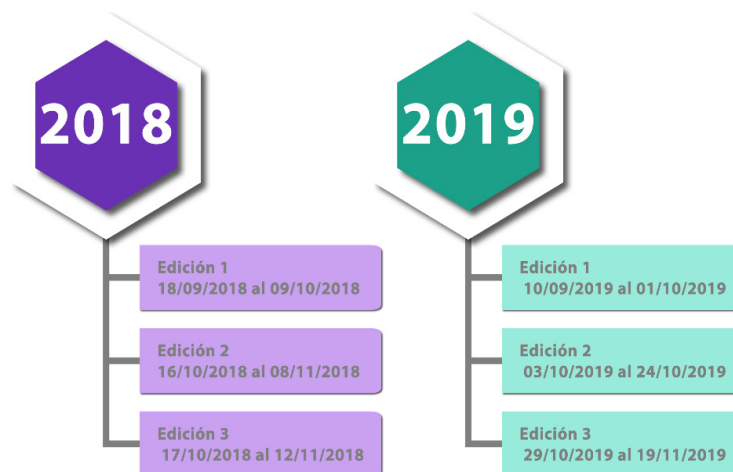 2018
Edición 1
18/09/2018 al 09/10/2018
Edición 2
16/10/2018 al 08/11/2018
Edición 3
17/10/2018 al 12/11/2018
2019
Edición 1
10/09/2019 al 01/10/2019
Edición 2
03/10/2019 al 24/10/2019
Edición 3
29/10/2019 al 19/11/2019